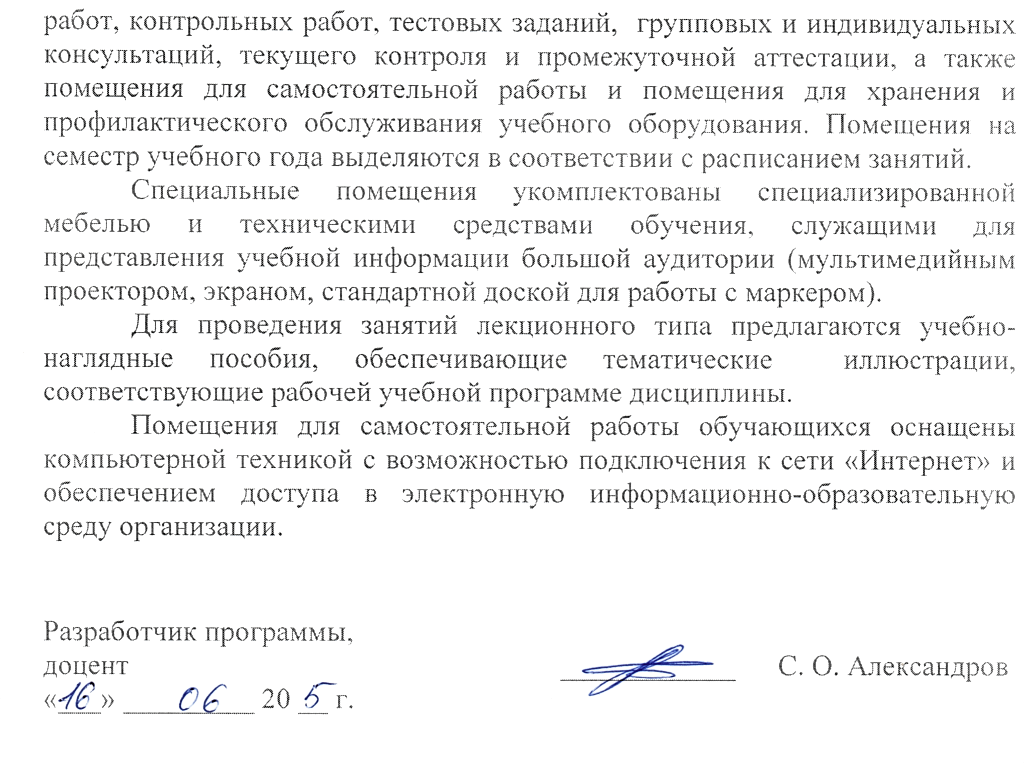 работ, контрольных работ, тестовых заданий, групповых и индивидуальных
консультаций, текущего контроля и промежуточной аттестации, а также
помещения для самостоятельной работы и помещения для хранения и
профилактического обслуживания учебного оборудования. Помещения на
семестр учебного года выделяются в соответствии с расписанием занятий.
Специальные помещения укомплектованы специализированной
мебелью и техническими средствами обучения, служащими для
представления учебной информации большой аудитории (мультимедийным
проектором, экраном, стандартной доской для работы с маркером).
Для проведения занятий лекционного типа предлагаются учебно-
наглядные пособия, обеспечивающие тематические иллюстрации,
соответствующие рабочей учебной программе дисциплины.
Помещения для самостоятельной работы обучающихся оснащены
компьютерной техникой с возможностью подключения к сети «Интернет» и
обеспечением доступа в электронную информационно-образовательную
среду организации.
Разработчик программы,
доцент С. О. Александров
«16» 06 20 5 г.